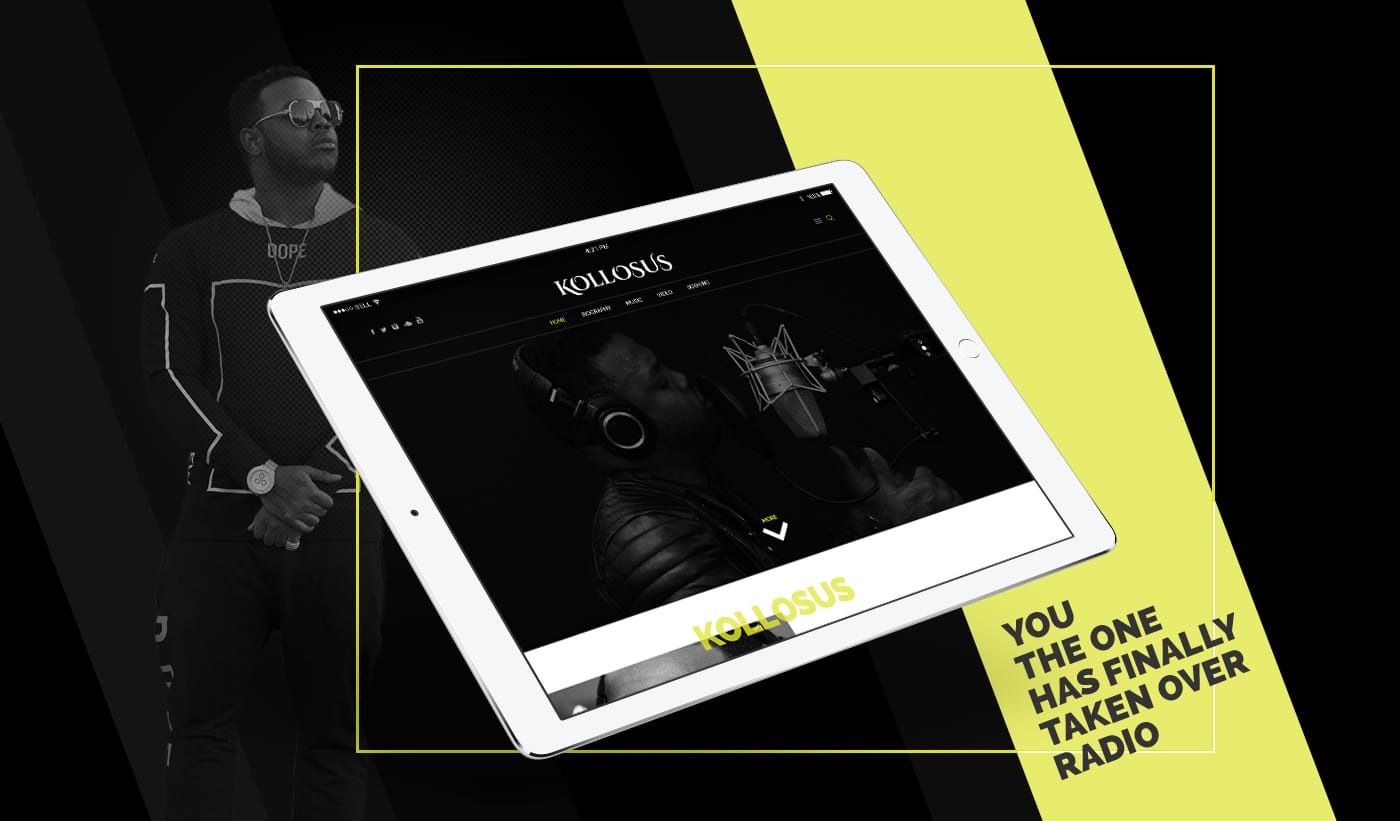 DOPE
BELL
4:21 PM
100%
KOLLOSUS
HOME BIOGRAPHY MUSIC VIDEO BOOKING
MORE
KOLLOSUS
YOU
THE ONE
HAS FINALLY
TAKEN OVER
RADIO